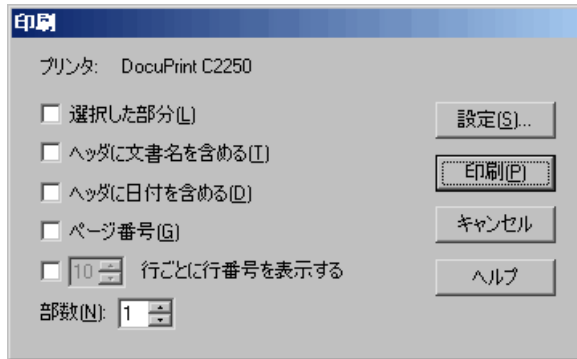 印刷
プリンタ: DocuPrint C2250
選択した部分(L)
設定(S)...
ヘッダに文書名を含める(T)
印刷(P)
ヘッダに日付を含める(D)
ページ番号(G)
キャンセル
10 行ごとに行番号を表示する
ヘルプ
部数(N): 1